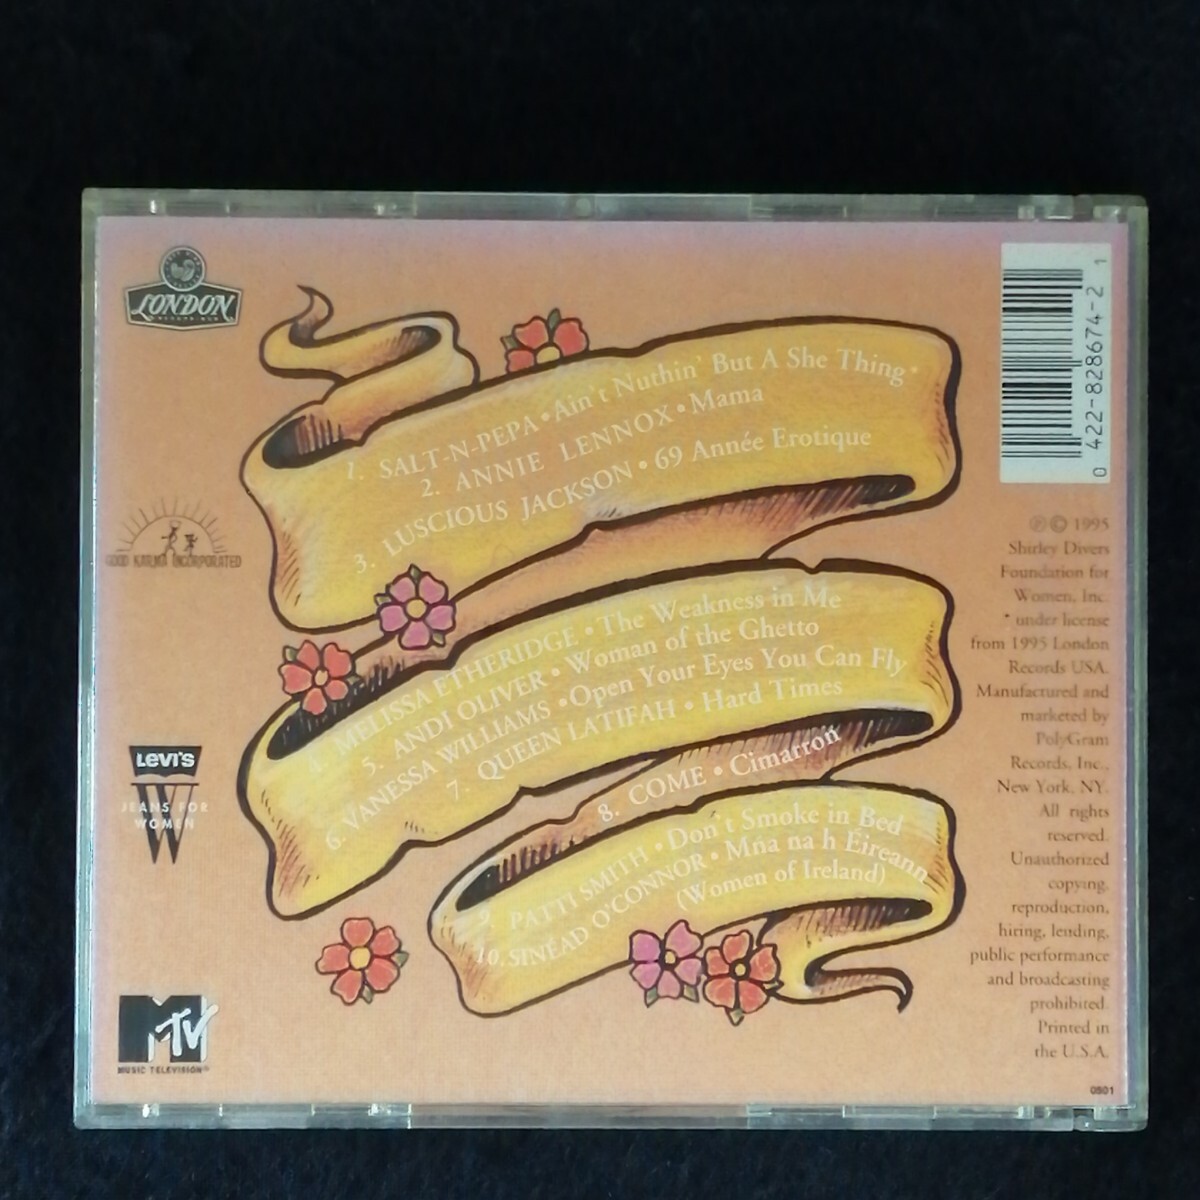 LONDON
1. SALT-N-PEPA • Ain't Nuthin' But A She Thing*
2. ANNIE LENNOX • Mama
3. LUSCIOUS JACKSON • 69 Année Erotique
4. MELISSA ETHERIDGE • The Weakness in Me
5. ANDI OLIVER • Woman of the Ghetto
6. VANESSA WILLIAMS • Open Your Eyes You Can Fly
7. QUEEN LATIFAH • Hard Times
8. COME • Cimarron
9. PATTI SMITH • Don't Smoke in Bed
10. SINEAD O'CONNOR • Mna na h Eireann
(Women of Ireland)
GOOD KARMA INCORPORATED
LEVI'S
W
JEANS FOR
WOMEN
MTV
MUSIC TELEVISION®
0 422-828674-2 1
℗ © 1995
Shirley Divers
Foundation for
Women, Inc.
* under license
from 1995 London
Records USA.
Manufactured and
marketed by
PolyGram
Records, Inc.,
New York, NY.
All rights
reserved.
Unauthorized
copying,
reproduction,
hiring, lending,
public performance
and broadcasting
prohibited.
Printed in
the U.S.A.
0801